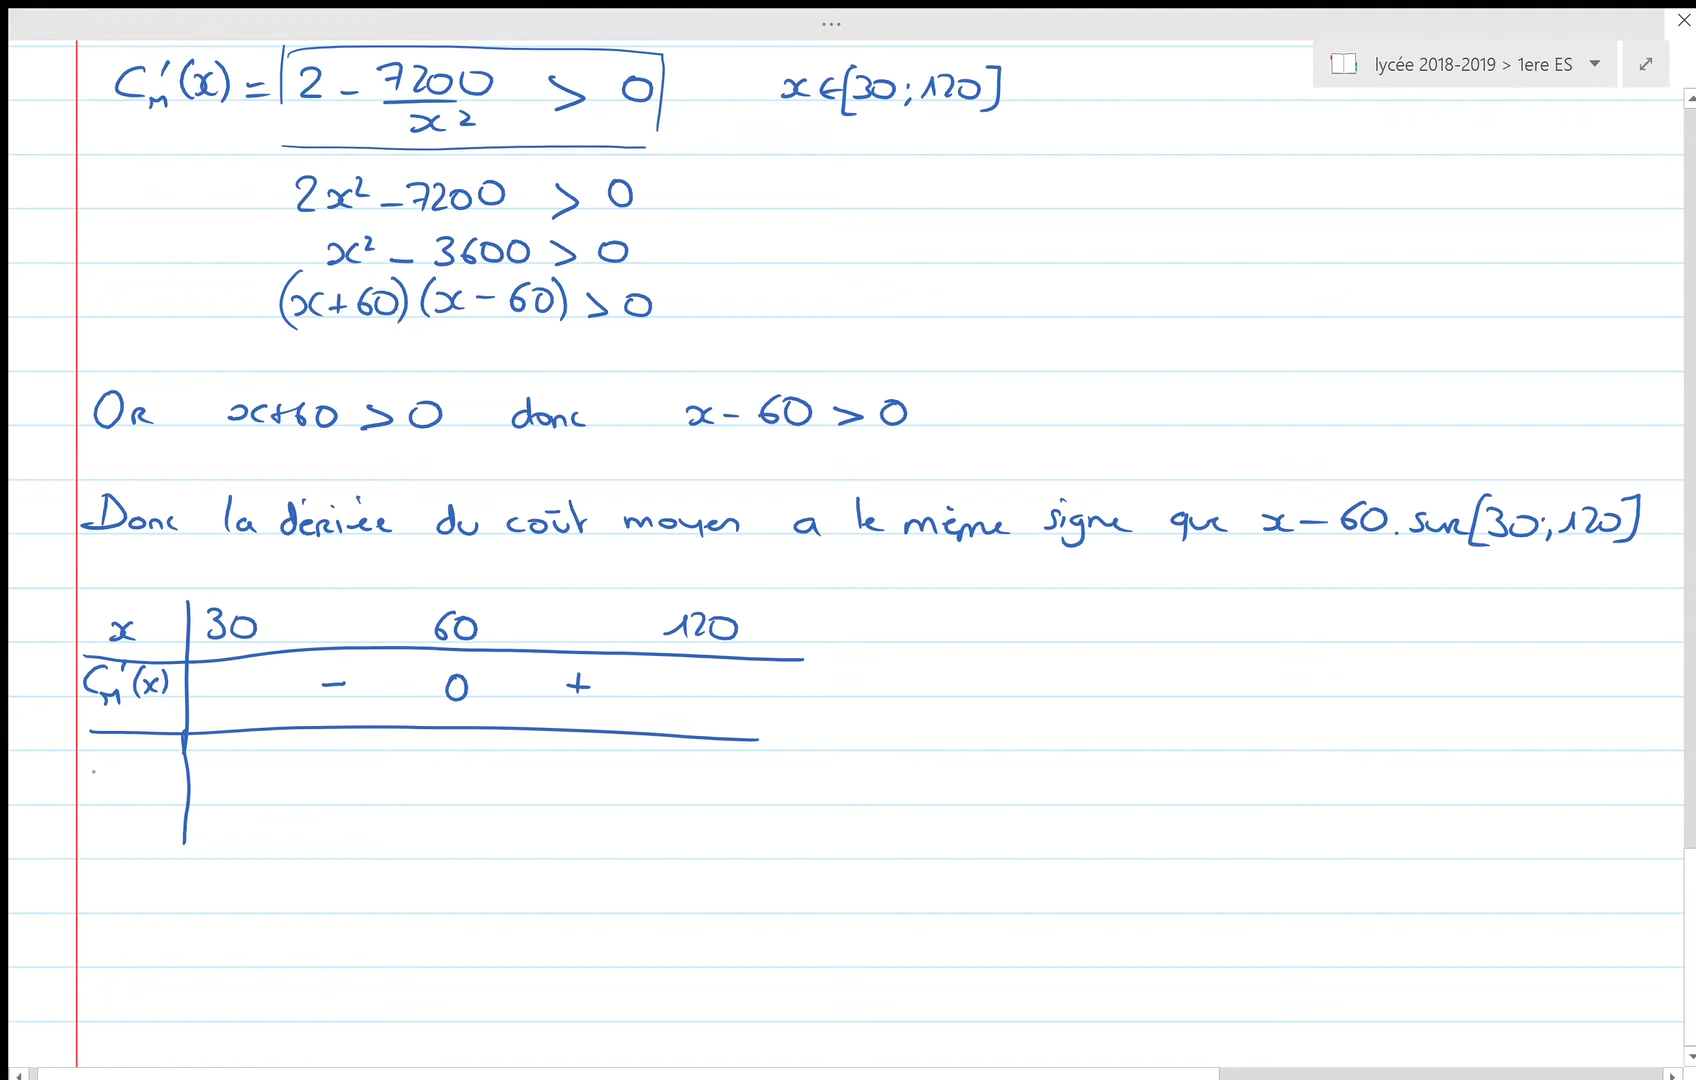 ...
lycée 2018-2019 > 1ere ES
C_M'(x) = 2 - 7200/x² > 0    x ∈ [30 ; 120]
2x² - 7200 > 0
x² - 3600 > 0
(x + 60)(x - 60) > 0
Or x + 60 > 0 donc x - 60 > 0
Donc la dérivée du coût moyen a le même signe que x - 60. sur [30 ; 120]
x 30 60 120
C_M'(x) - 0 +